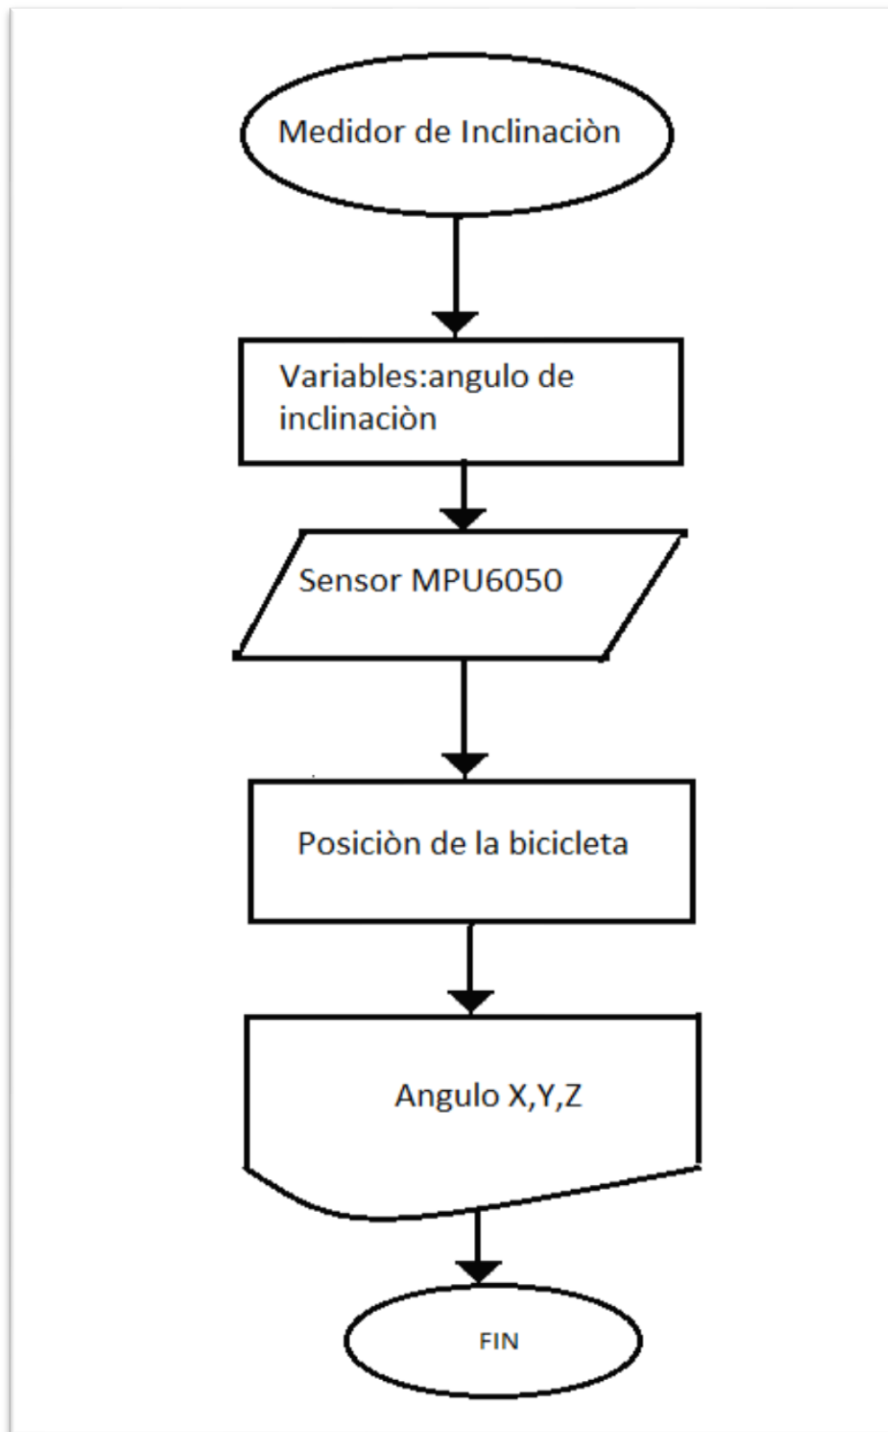 Medidor de Inclinaciòn
Variables:angulo de
inclinaciòn
Sensor MPU6050
Posiciòn de la bicicleta
Angulo X,Y,Z
FIN